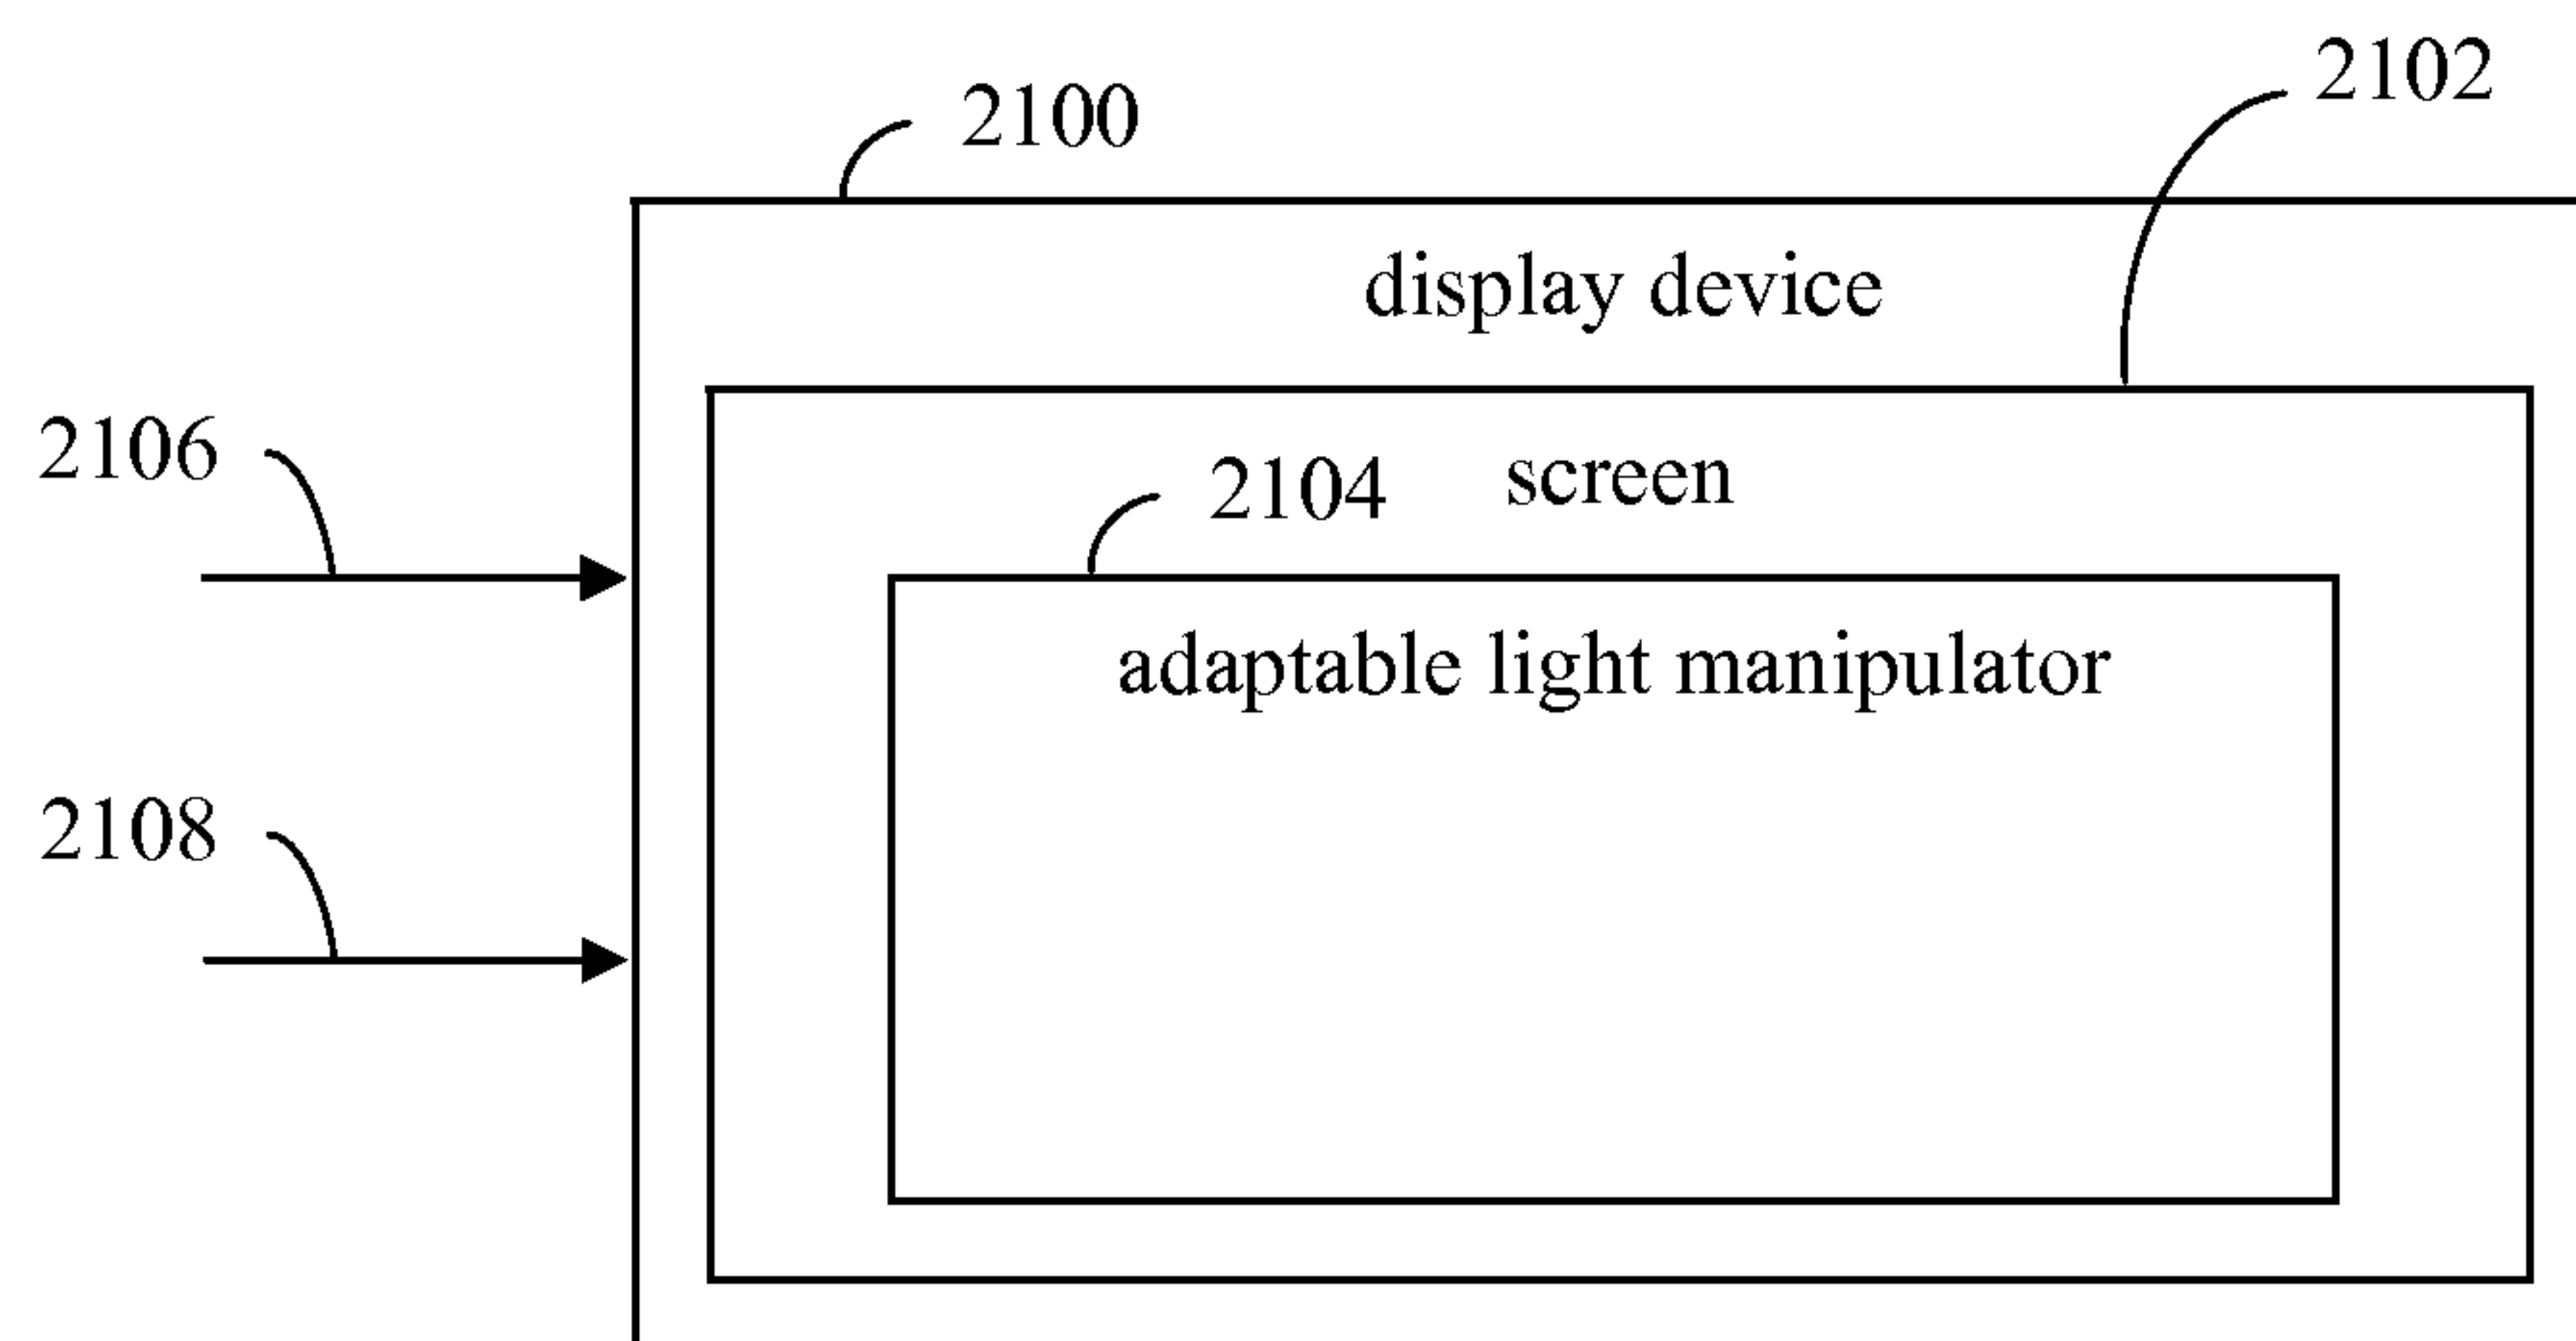 2100
2102
display device
2106
2104
screen
adaptable light manipulator
2108